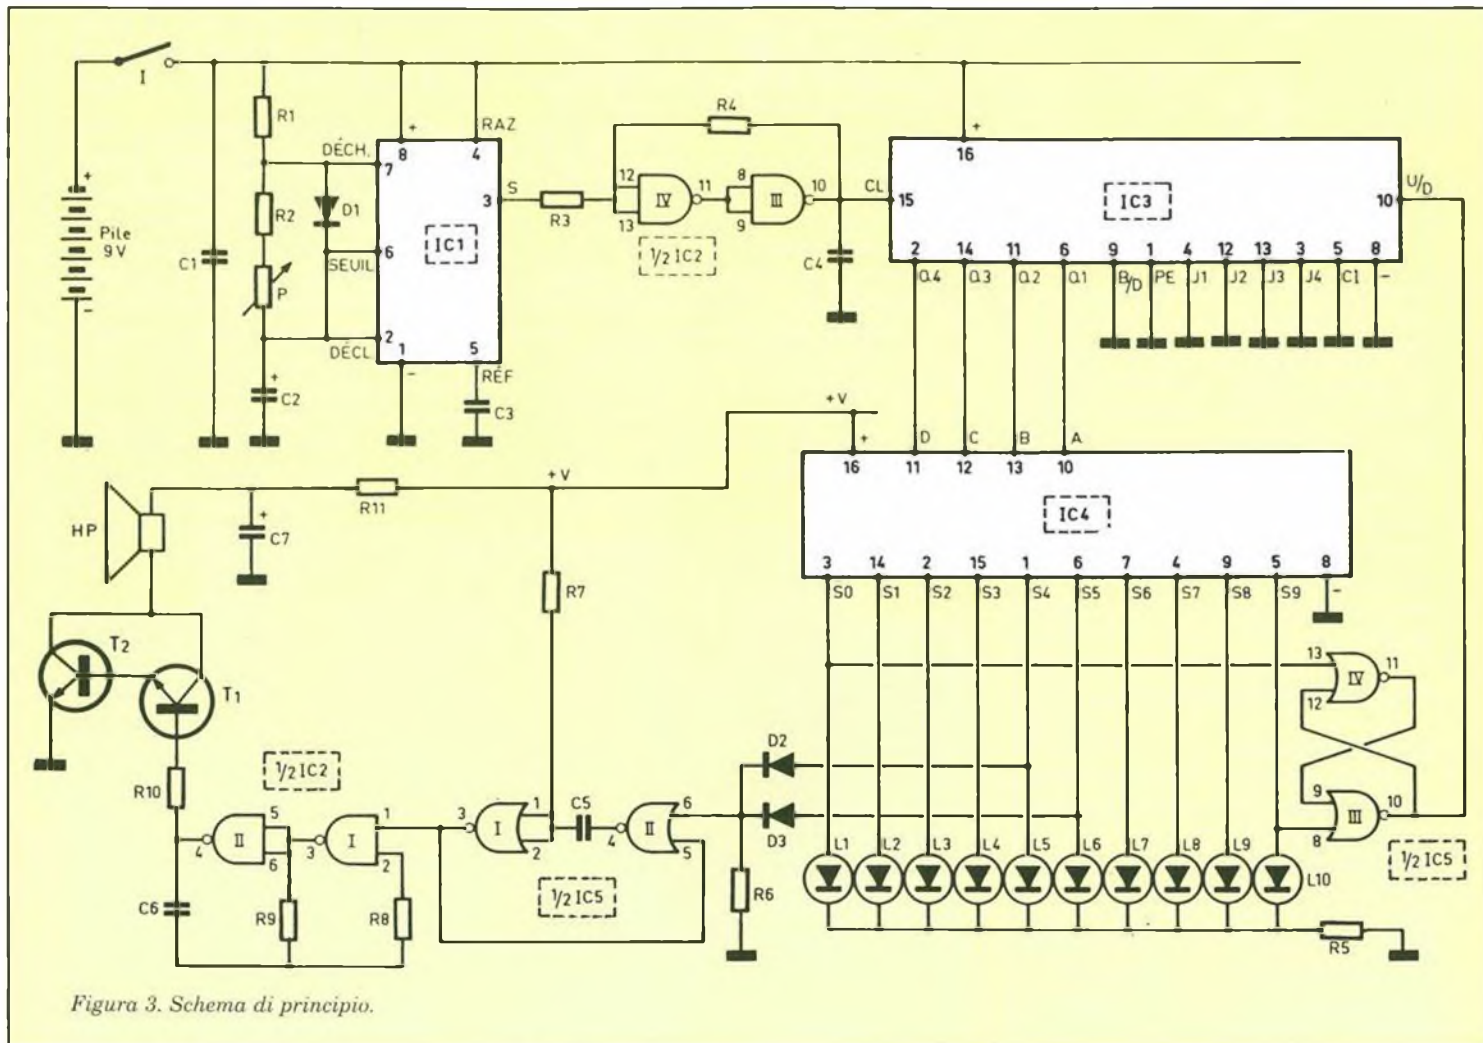 I
R1
R2
P
Pile
9V
+
-
C1
C2
+
DÉCH.
D1
SEUIL
DÉCL.
7
6
2
8
4
3
1
5
+
RAZ
S
IC1
-
RÉF
C3
R3
R4
12
13
IV
11
8
9
III
10
1/2 IC2
C4
CL
15
16
+
IC3
10
U/D
2 14 11 6 9 1 4 12 13 3 5 8
Q4 Q3 Q2 Q1 B/D PE J1 J2 J3 J4 CI -
+V
+
D C B A
16 11 12 13 10
IC4
3 14 2 15 1 6 7 4 9 5 8
S0 S1 S2 S3 S4 S5 S6 S7 S8 S9 -
HP
+
C7
R11
+V
R7
T2
T1
R10
1/2 IC2
4
II
5
6
3
I
1
2
C6
R9
R8
3
I
1
2
C5
4
II
6
5
1/2 IC5
D2
D3
R6
13
12
IV
11
9
8
III
10
1/2 IC5
L1 L2 L3 L4 L5 L6 L7 L8 L9 L10
R5
Figura 3. Schema di principio.